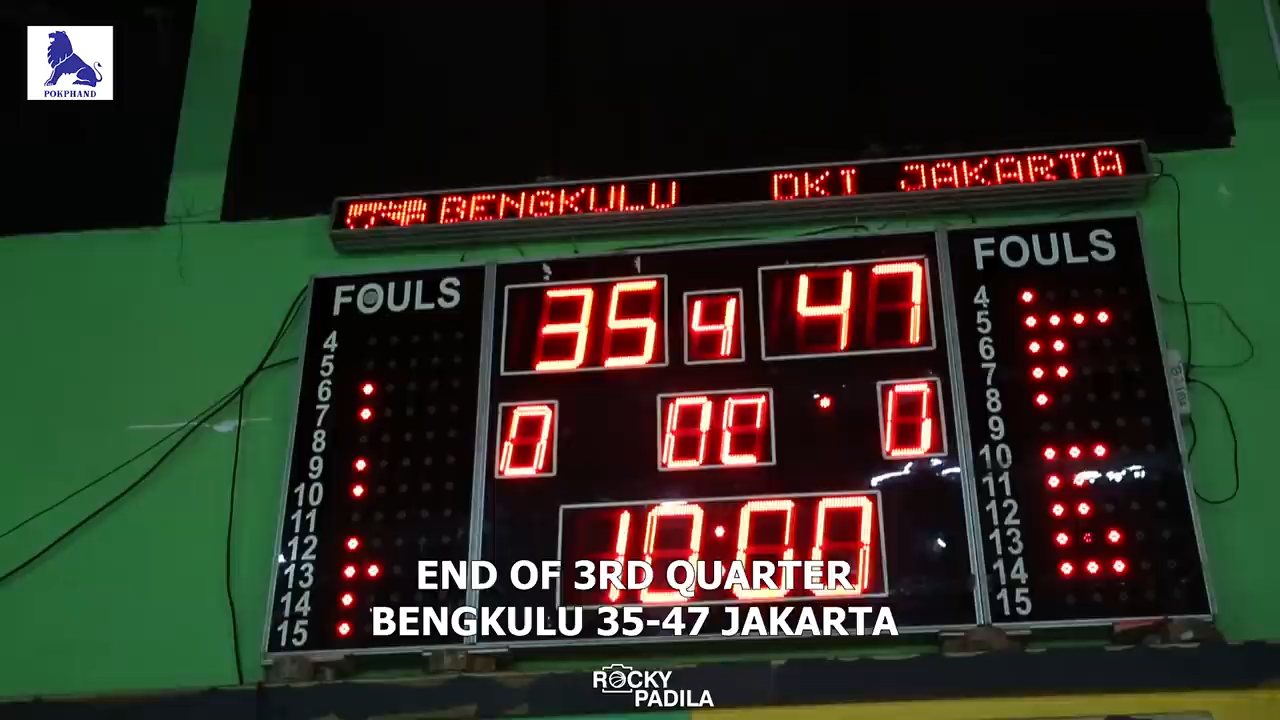 POKPHAND
BENGKULU DKI JAKARTA
FOULS
4
5
6
7
8
9
10
11
12
13
14
15
35 4 47
0 0C 0
10:00
FOULS
4
5
6
7
8
9
10
11
12
13
14
15
END OF 3RD QUARTER
BENGKULU 35-47 JAKARTA
ROCKY
PADILA